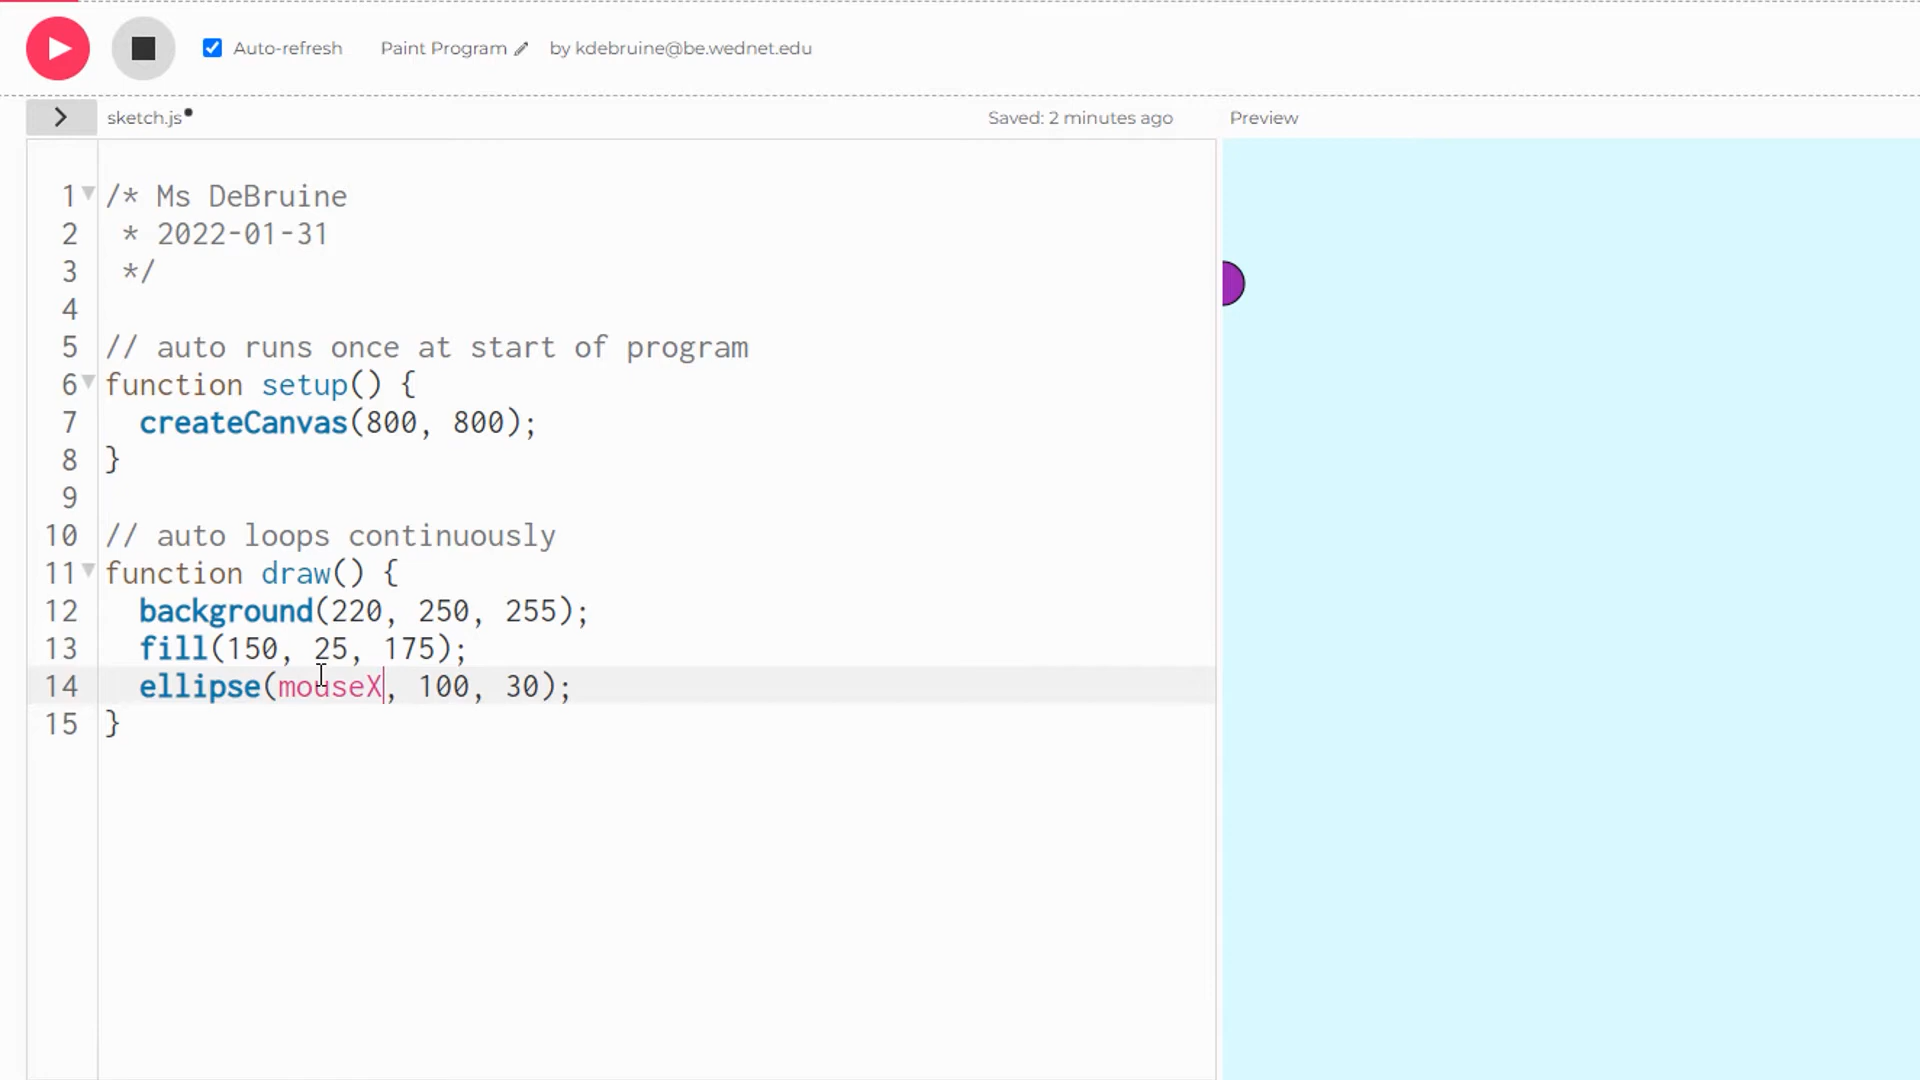 Auto-refresh Paint Program by kdebruine@be.wednet.edu
> sketch.js• Saved: 2 minutes ago Preview
1 /* Ms DeBruine
2 * 2022-01-31
3 */
4
5 // auto runs once at start of program
6 function setup() {
7 createCanvas(800, 800);
8 }
9
10 // auto loops continuously
11 function draw() {
12 background(220, 250, 255);
13 fill(150, 25, 175);
14 ellipse(mouseX, 100, 30);
15 }